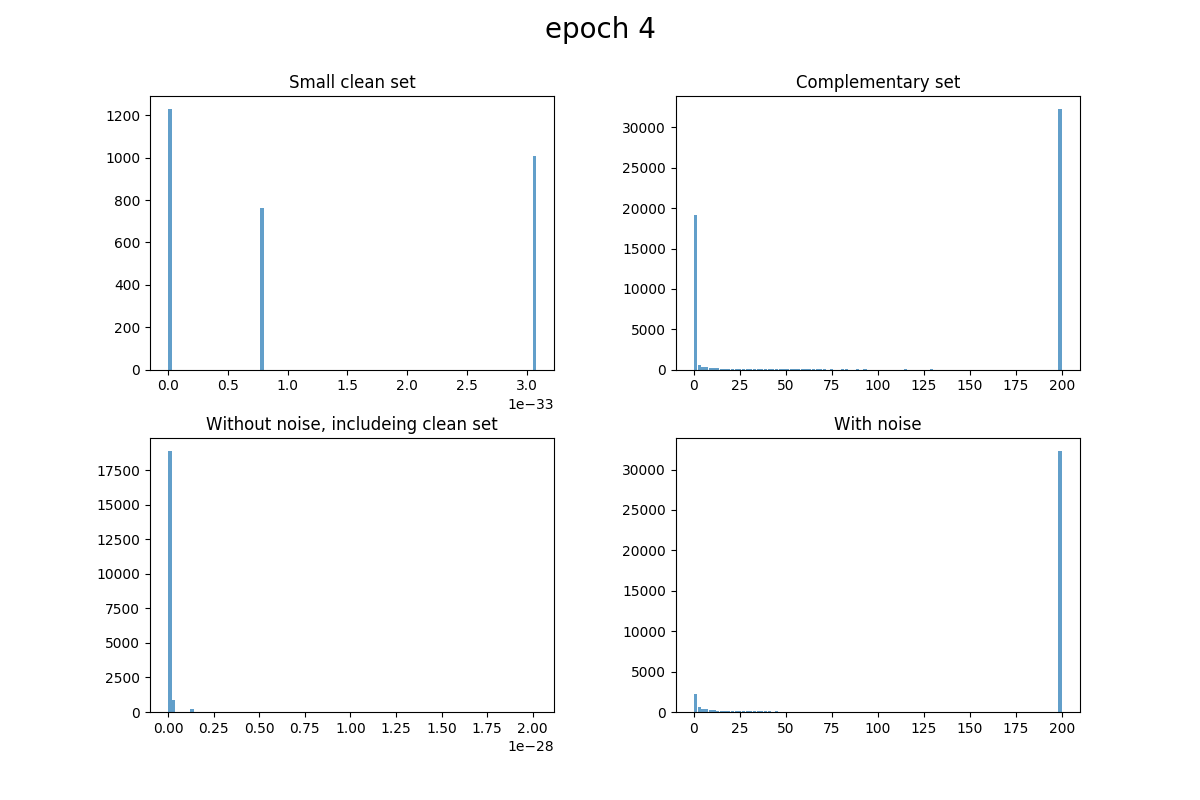 epoch 4
Small clean set
1200
1000
800
600
400
200
0
0.0 0.5 1.0 1.5 2.0 2.5 3.0
1e−33
Complementary set
30000
25000
20000
15000
10000
5000
0
0 25 50 75 100 125 150 175 200
Without noise, includeing clean set
17500
15000
12500
10000
7500
5000
2500
0
0.00 0.25 0.50 0.75 1.00 1.25 1.50 1.75 2.00
1e−28
With noise
30000
25000
20000
15000
10000
5000
0
0 25 50 75 100 125 150 175 200